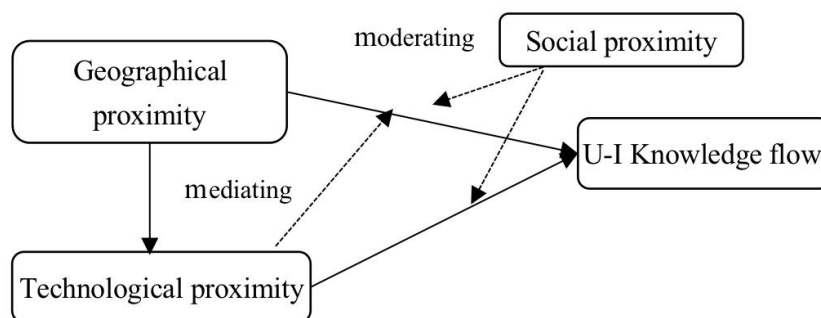 moderating
Social proximity
Geographical
proximity
U-I Knowledge flow
mediating
Technological proximity